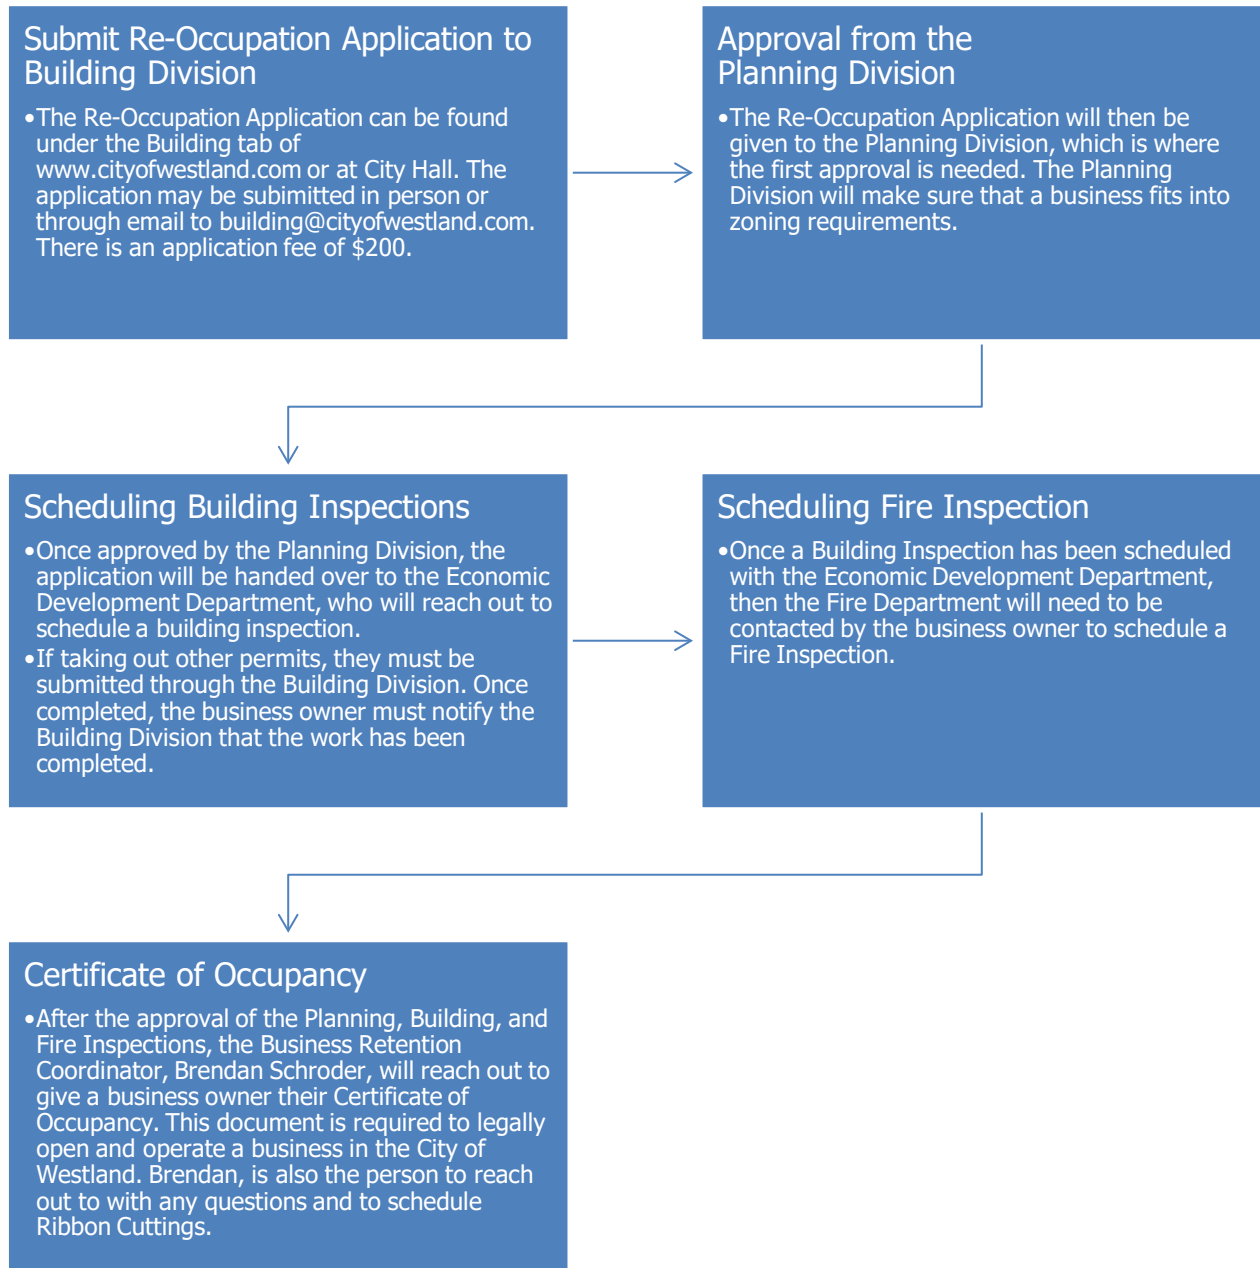 Submit Re-Occupation Application to
Building Division
•The Re-Occupation Application can be found
under the Building tab of
www.cityofwestland.com or at City Hall. The
application may be subimitted in person or
through email to building@cityofwestland.com.
There is an application fee of $200.
Approval from the
Planning Division
•The Re-Occupation Application will then be
given to the Planning Division, which is where
the first approval is needed. The Planning
Division will make sure that a business fits into
zoning requirements.
Scheduling Building Inspections
•Once approved by the Planning Division, the
application will be handed over to the Economic
Development Department, who will reach out to
schedule a building inspection.
•If taking out other permits, they must be
submitted through the Building Division. Once
completed, the business owner must notify the
Building Division that the work has been
completed.
Scheduling Fire Inspection
•Once a Building Inspection has been scheduled
with the Economic Development Department,
then the Fire Department will need to be
contacted by the business owner to schedule a
Fire Inspection.
Certificate of Occupancy
•After the approval of the Planning, Building, and
Fire Inspections, the Business Retention
Coordinator, Brendan Schroder, will reach out to
give a business owner their Certificate of
Occupancy. This document is required to legally
open and operate a business in the City of
Westland. Brendan, is also the person to reach
out to with any questions and to schedule
Ribbon Cuttings.